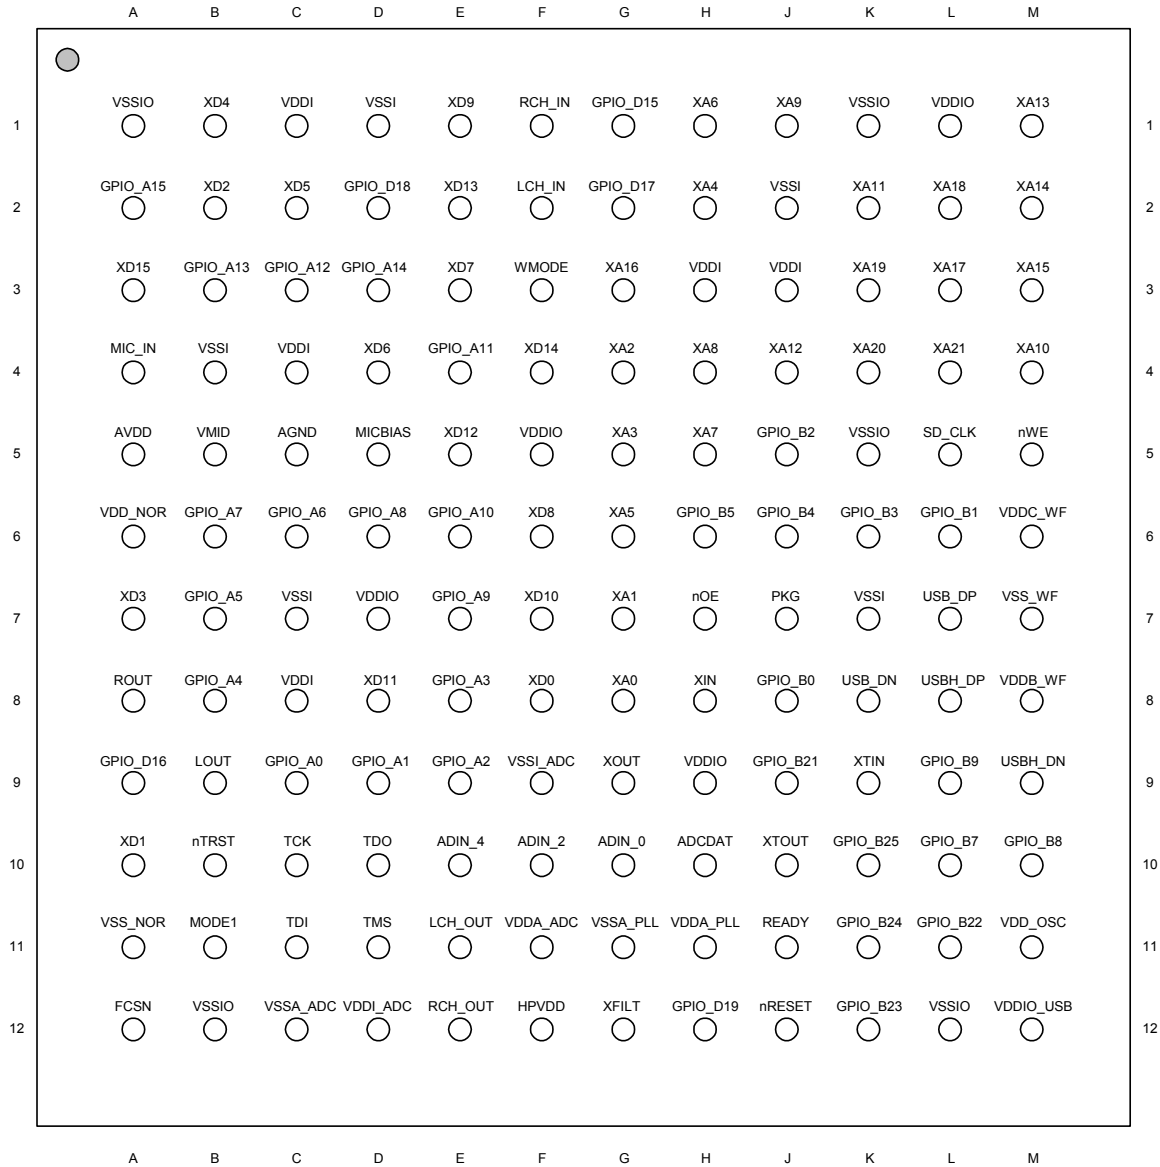 A B C D E F G H J K L M
VSSIO XD4 VDDI VSSI XD9 RCH_IN GPIO_D15 XA6 XA9 VSSIO VDDIO XA13
1 1
GPIO_A15 XD2 XD5 GPIO_D18 XD13 LCH_IN GPIO_D17 XA4 VSSI XA11 XA18 XA14
2 2
XD15 GPIO_A13 GPIO_A12 GPIO_A14 XD7 WMODE XA16 VDDI VDDI XA19 XA17 XA15
3 3
MIC_IN VSSI VDDI XD6 GPIO_A11 XD14 XA2 XA8 XA12 XA20 XA21 XA10
4 4
AVDD VMID AGND MICBIAS XD12 VDDIO XA3 XA7 GPIO_B2 VSSIO SD_CLK nWE
5 5
VDD_NOR GPIO_A7 GPIO_A6 GPIO_A8 GPIO_A10 XD8 XA5 GPIO_B5 GPIO_B4 GPIO_B3 GPIO_B1 VDDC_WF
6 6
XD3 GPIO_A5 VSSI VDDIO GPIO_A9 XD10 XA1 nOE PKG VSSI USB_DP VSS_WF
7 7
ROUT GPIO_A4 VDDI XD11 GPIO_A3 XD0 XA0 XIN GPIO_B0 USB_DN USBH_DP VDDB_WF
8 8
GPIO_D16 LOUT GPIO_A0 GPIO_A1 GPIO_A2 VSSI_ADC XOUT VDDIO GPIO_B21 XTIN GPIO_B9 USBH_DN
9 9
XD1 nTRST TCK TDO ADIN_4 ADIN_2 ADIN_0 ADCDAT XTOUT GPIO_B25 GPIO_B7 GPIO_B8
10 10
VSS_NOR MODE1 TDI TMS LCH_OUT VDDA_ADC VSSA_PLL VDDA_PLL READY GPIO_B24 GPIO_B22 VDD_OSC
11 11
FCSN VSSIO VSSA_ADC VDDI_ADC RCH_OUT HPVDD XFILT GPIO_D19 nRESET GPIO_B23 VSSIO VDDIO_USB
12 12
A B C D E F G H J K L M